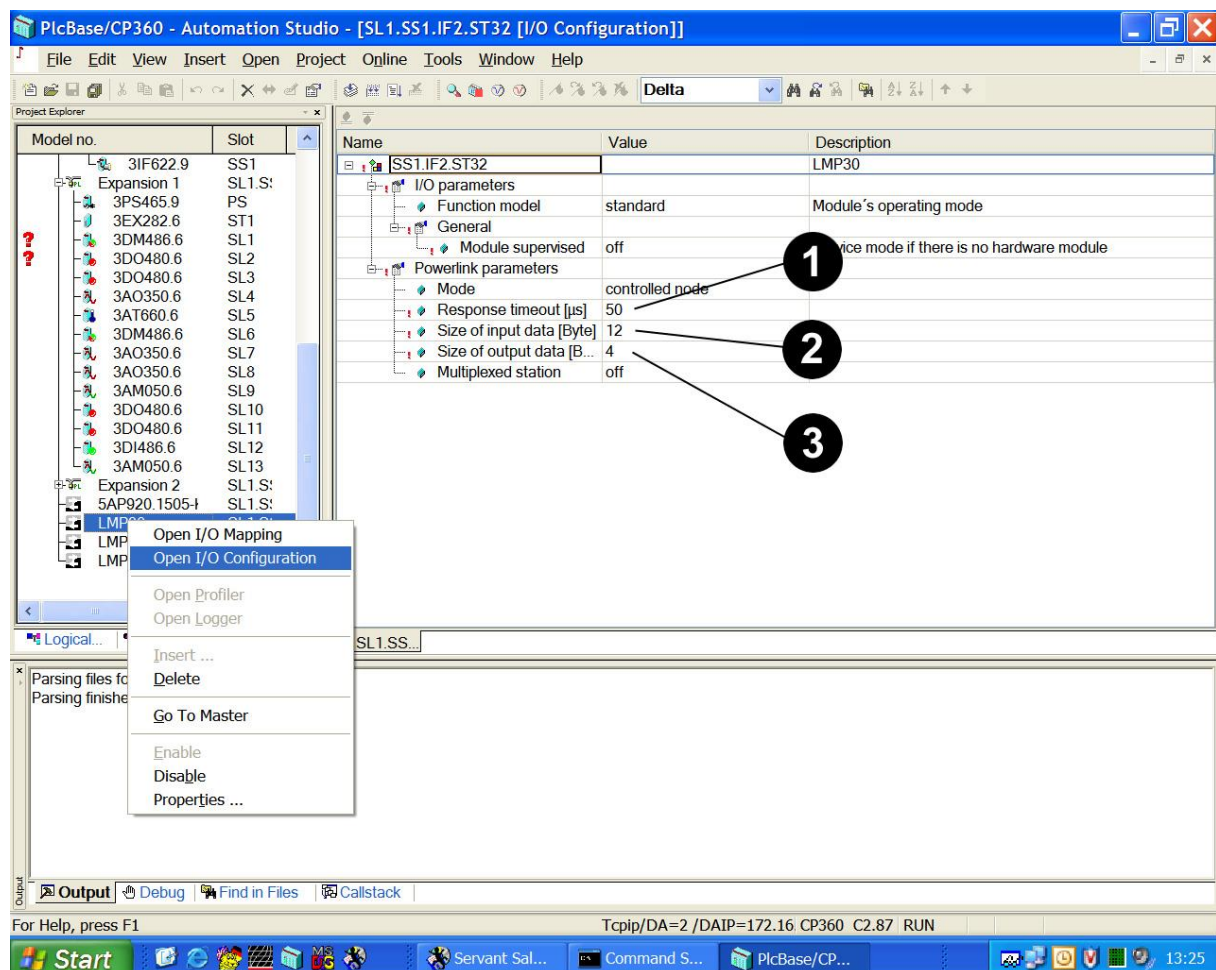 PlcBase/CP360 - Automation Studio - [SL1.SS1.IF2.ST32 [I/O Configuration]]
File Edit View Insert Open Project Online Tools Window Help
Delta
Project Explorer
Model no. Slot
3IF622.9 SS1
Expansion 1 SL1.S
3PS465.9 PS
3EX282.6 ST1
? 3DM486.6 SL1
? 3DO480.6 SL2
3DO480.6 SL3
3AO350.6 SL4
3AT660.6 SL5
3DM486.6 SL6
3AO350.6 SL7
3AO350.6 SL8
3AM050.6 SL9
3DO480.6 SL10
3DO480.6 SL11
3DI486.6 SL12
3AM050.6 SL13
Expansion 2 SL1.S
5AP920.1505- SL1.S
LMP
LMP
LMP
Logical...
Name Value Description
SS1.IF2.ST32 LMP30
I/O parameters
Function model standard Module´s operating mode
General
Module supervised off ice mode if there is no hardware module
Powerlink parameters
Mode controlled node
Response timeout [µs] 50
Size of input data [Byte] 12
Size of output data [B... 4
Multiplexed station off
1
2
3
SL1.SS...
Open I/O Mapping
Open I/O Configuration
Open Profiler
Open Logger
Insert ...
Delete
Go To Master
Enable
Disable
Properties ...
Parsing files fo
Parsing finishe
Output
Output Debug Find in Files Callstack
For Help, press F1 Tcpip/DA=2 /DAIP=172.16 CP360 C2.87 RUN
Start Servant Sal... Command S... PlcBase/CP... 13:25